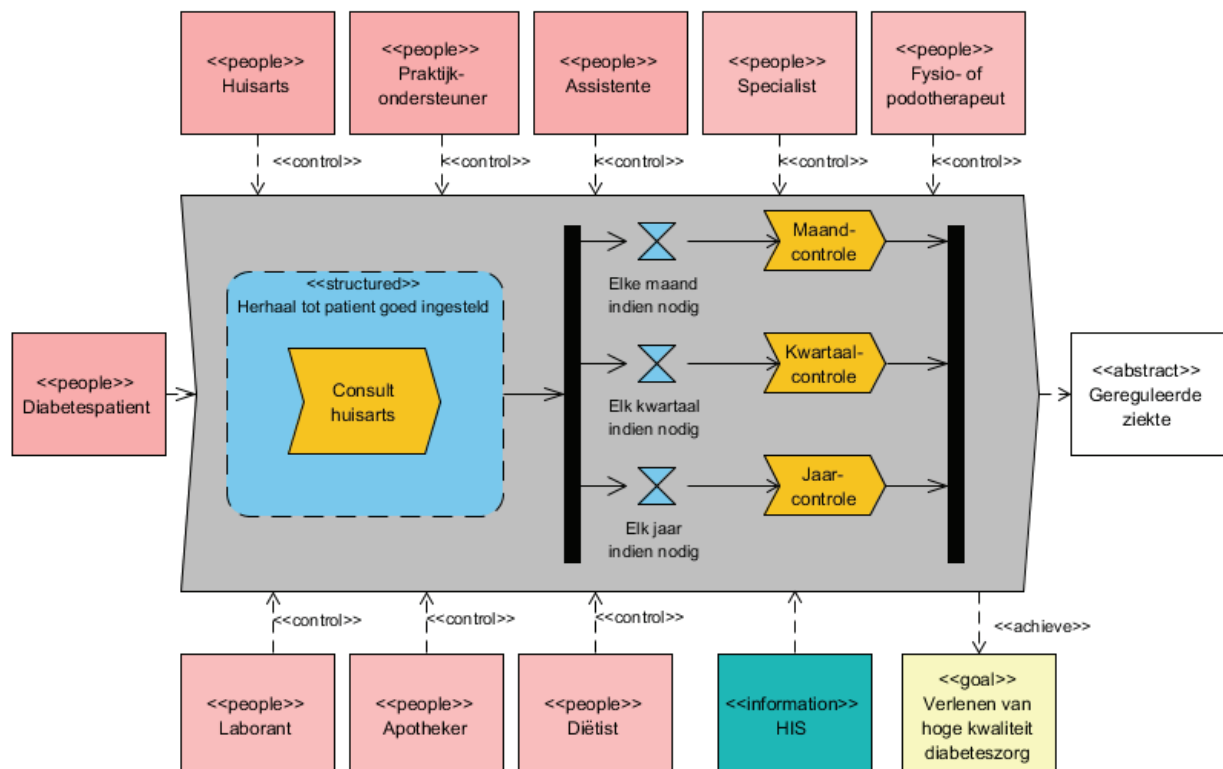 <<people>>
Huisarts
<<people>>
Praktijk-
ondersteuner
<<people>>
Assistente
<<people>>
Specialist
<<people>>
Fysio- of
podotherapeut
<<control>>
<<control>>
<<control>>
<<control>>
<<control>>
<<people>>
Diabetespatient
<<structured>>
Herhaal tot patient goed ingesteld
Consult
huisarts
Elke maand
indien nodig
Maand-
controle
Elk kwartaal
indien nodig
Kwartaal-
controle
Elk jaar
indien nodig
Jaar-
controle
<<abstract>>
Gereguleerde
ziekte
<<control>>
<<control>>
<<control>>
<<achieve>>
<<people>>
Laborant
<<people>>
Apotheker
<<people>>
Diëtist
<<information>>
HIS
<<goal>>
Verlenen van
hoge kwaliteit
diabeteszorg